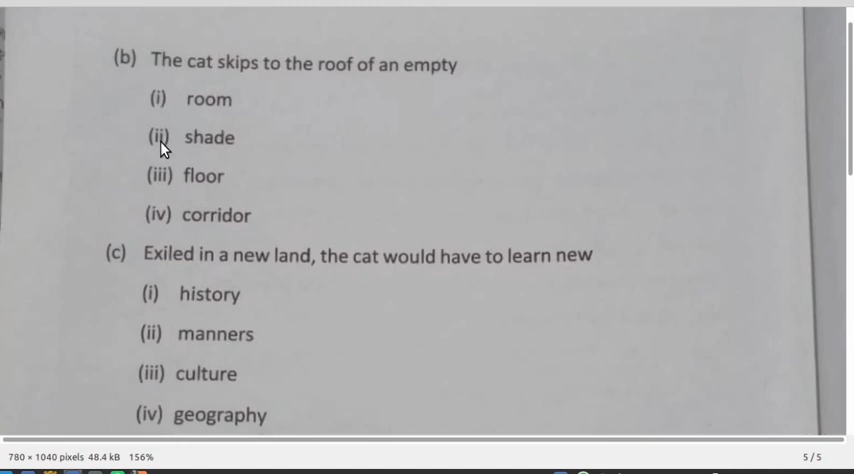 (b) The cat skips to the roof of an empty
(i) room
(ii) shade
(iii) floor
(iv) corridor
(c) Exiled in a new land, the cat would have to learn new
(i) history
(ii) manners
(iii) culture
(iv) geography
780 × 1040 pixels 48.4 kB 156%
5 / 5